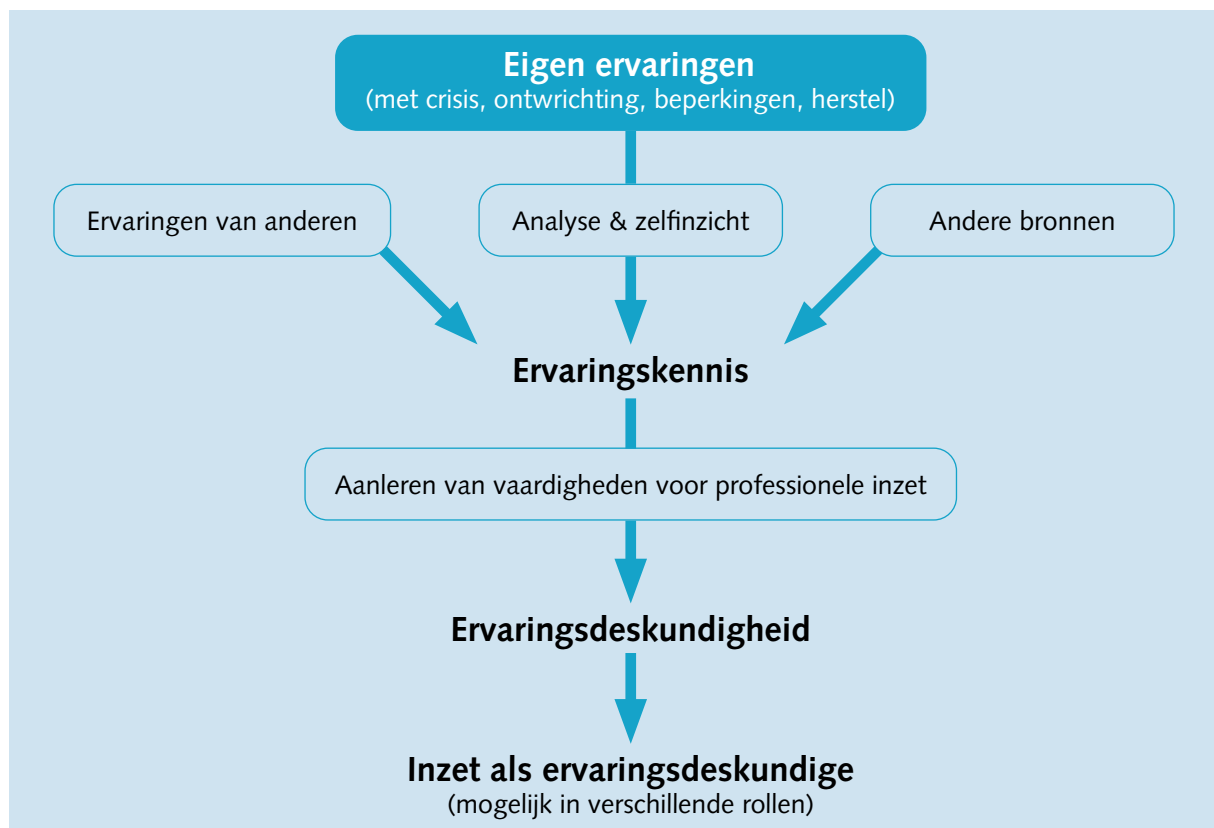 Eigen ervaringen
(met crisis, ontwrichting, beperkingen, herstel)
Ervaringen van anderen
Analyse & zelfinzicht
Andere bronnen
Ervaringskennis
Aanleren van vaardigheden voor professionele inzet
Ervaringsdeskundigheid
Inzet als ervaringsdeskundige
(mogelijk in verschillende rollen)